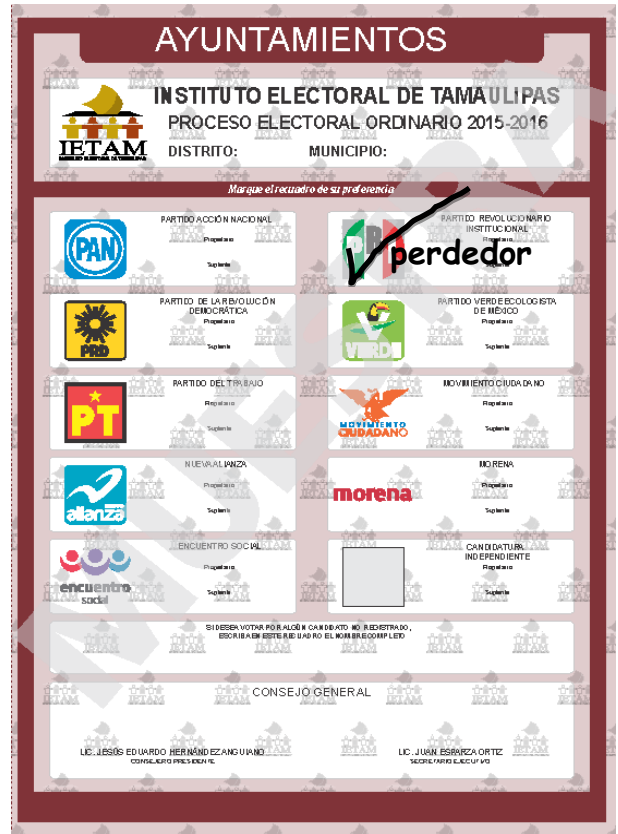 AYUNTAMIENTOS
INSTITUTO ELECTORAL DE TAMAULIPAS
PROCESO ELECTORAL ORDINARIO 2015-2016
IETAM
DISTRITO: MUNICIPIO:
Marque el recuadro de su preferencia
PAN
PARTIDO ACCIÓN NACIONAL
Propietario
Suplente
PRI
PARTIDO REVOLUCIONARIO
INSTITUCIONAL
perdedor
PRD
PARTIDO DE LA REVOLUCIÓN
DEMOCRÁTICA
Propietario
Suplente
VERDE
PARTIDO VERDE ECOLOGISTA
DE MÉXICO
Propietario
Suplente
PT
PARTIDO DEL TRABAJO
Propietario
Suplente
MOVIMIENTO
CIUDADANO
MOVIMIENTO CIUDADANO
Propietario
Suplente
alianza
NUEVA ALIANZA
Propietario
Suplente
morena
MORENA
Propietario
Suplente
encuentro
social
ENCUENTRO SOCIAL
Propietario
Suplente
CANDIDATURA
INDEPENDIENTE
Propietario
Suplente
SI DESEA VOTAR POR ALGÚN CANDIDATO NO REGISTRADO,
ESCRIBA EN ESTE RECUADRO EL NOMBRE COMPLETO
CONSEJO GENERAL
LIC. JESÚS EDUARDO HERNÁNDEZ ANGUIANO
CONSEJERO PRESIDENTE
LIC. JUAN ESPARZA ORTIZ
SECRETARIO EJECUTIVO
MUESTRA